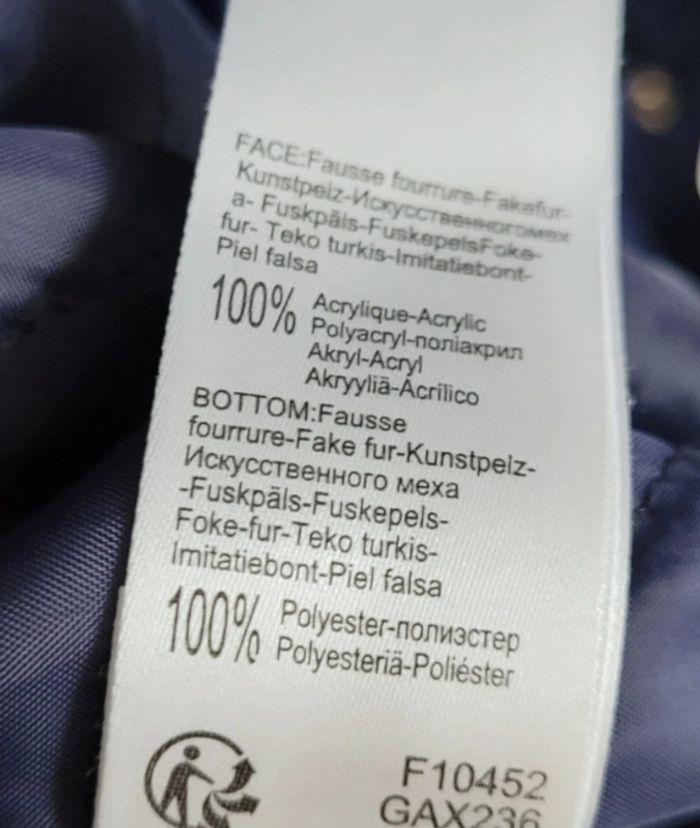 FACE:Fausse fourrure-Fakefur-
Kunstpelz-Искусственногомех
a- Fuskpäls-FuskepelsFoke-
fur- Teko turkis-Imitatiebont-
Piel falsa
100% Acrylique-Acrylic
Polyacryl-поліакрил
Akryl-Acryl
Akryyliä-Acrílico
BOTTOM:Fausse
fourrure-Fake fur-Kunstpelz-
Искусственного меха
-Fuskpäls-Fuskepels-
Foke-fur-Teko turkis-
Imitatiebont-Piel falsa
100% Polyester-полиэстер
Polyesteriä-Poliéster
F10452
GAX236